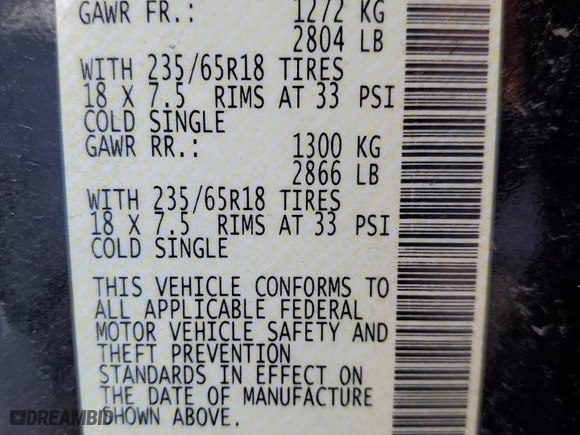 GAWR FR.: 1272 KG
2804 LB
WITH 235/65R18 TIRES
18 X 7.5 RIMS AT 33 PSI
COLD SINGLE
GAWR RR.: 1300 KG
2866 LB
WITH 235/65R18 TIRES
18 X 7.5 RIMS AT 33 PSI
COLD SINGLE
THIS VEHICLE CONFORMS TO
ALL APPLICABLE FEDERAL
MOTOR VEHICLE SAFETY AND
THEFT PREVENTION
STANDARDS IN EFFECT ON
THE DATE OF MANUFACTURE
SHOWN ABOVE.
DREAMBID